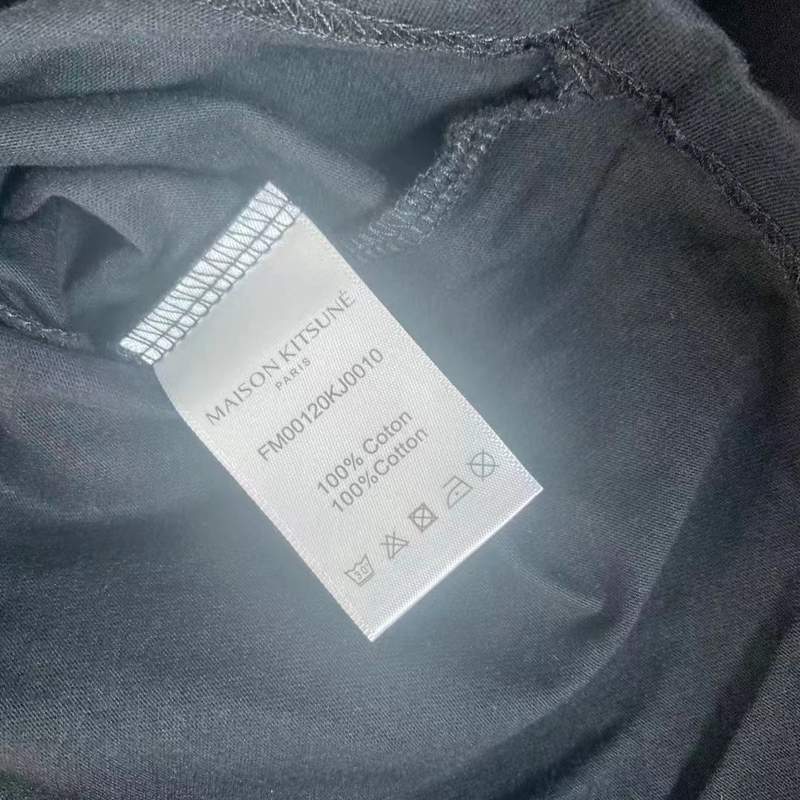 MAISON KITSUNÉ
PARIS
FM00120KJ0010
100% Coton
100%Cotton
30°